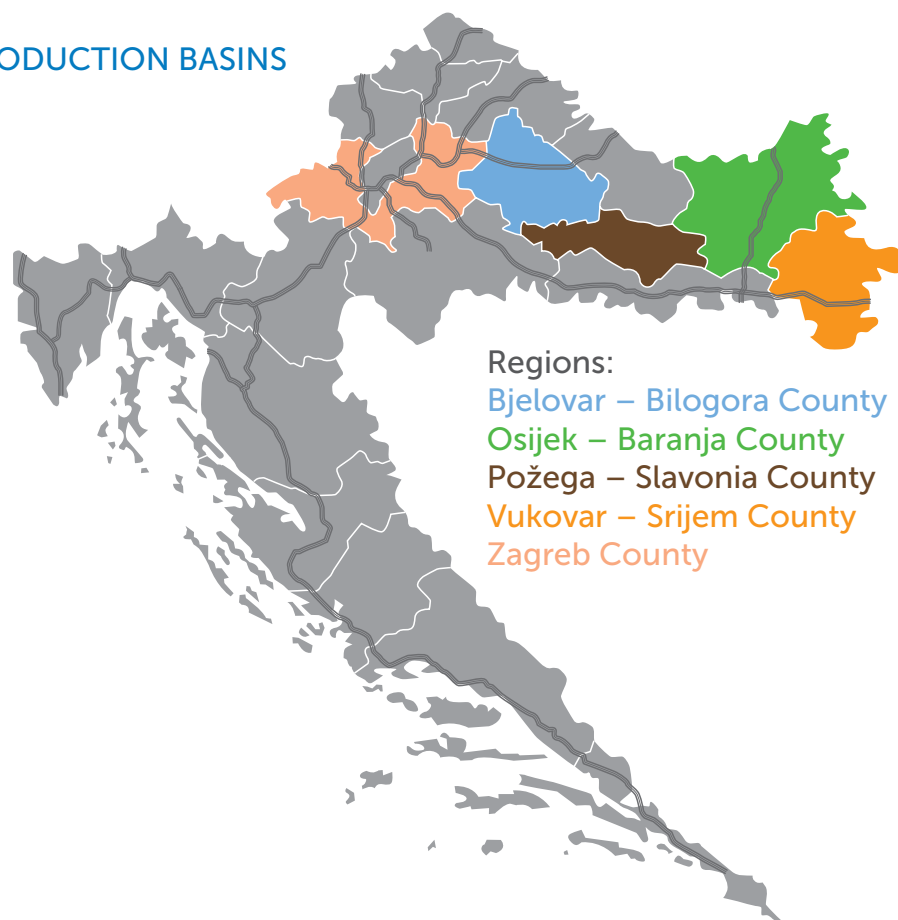 ODUCTION BASINS
Regions:
Bjelovar – Bilogora County
Osijek – Baranja County
Požega – Slavonia County
Vukovar – Srijem County
Zagreb County